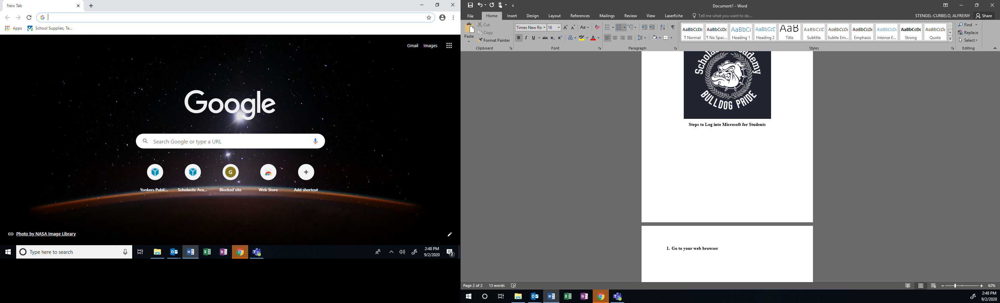 New Tab
Apps
School Supplies, Te...
Gmail
Images
Google
Search Google or type a URL
G
Yonkers Publi...
Scholastic Aca...
Blocked site
Web Store
Add shortcut
Photo by NASA Image Library
Type here to search
2:48 PM
9/2/2020
2
Document1 - Word
File Home Insert Design Layout References Mailings Review View Laserfiche Tell me what you want to do...
STENGEL-CURBELO, ALFREINY Share
Paste
Cut
Copy
Format Painter
Clipboard
Times New Ro 16
Font
Paragraph
AaBbCcDc AaBbCcDc AaBbCc AaBbCcE AaB AaBbCcD AaBbCcDc AaBbCcDc AaBbCcDc AaBbCcDc AaBbCcDc
¶ Normal ¶ No Spac... Heading 1 Heading 2 Title Subtitle Subtle Em... Emphasis Intense E... Strong Quote
Styles
Find
Replace
Select
Editing
BULLDOG PRIDE
Steps to Log into Microsoft for Students
1. Go to your web browser
Page 2 of 2 13 words
62%
2:48 PM
9/2/2020